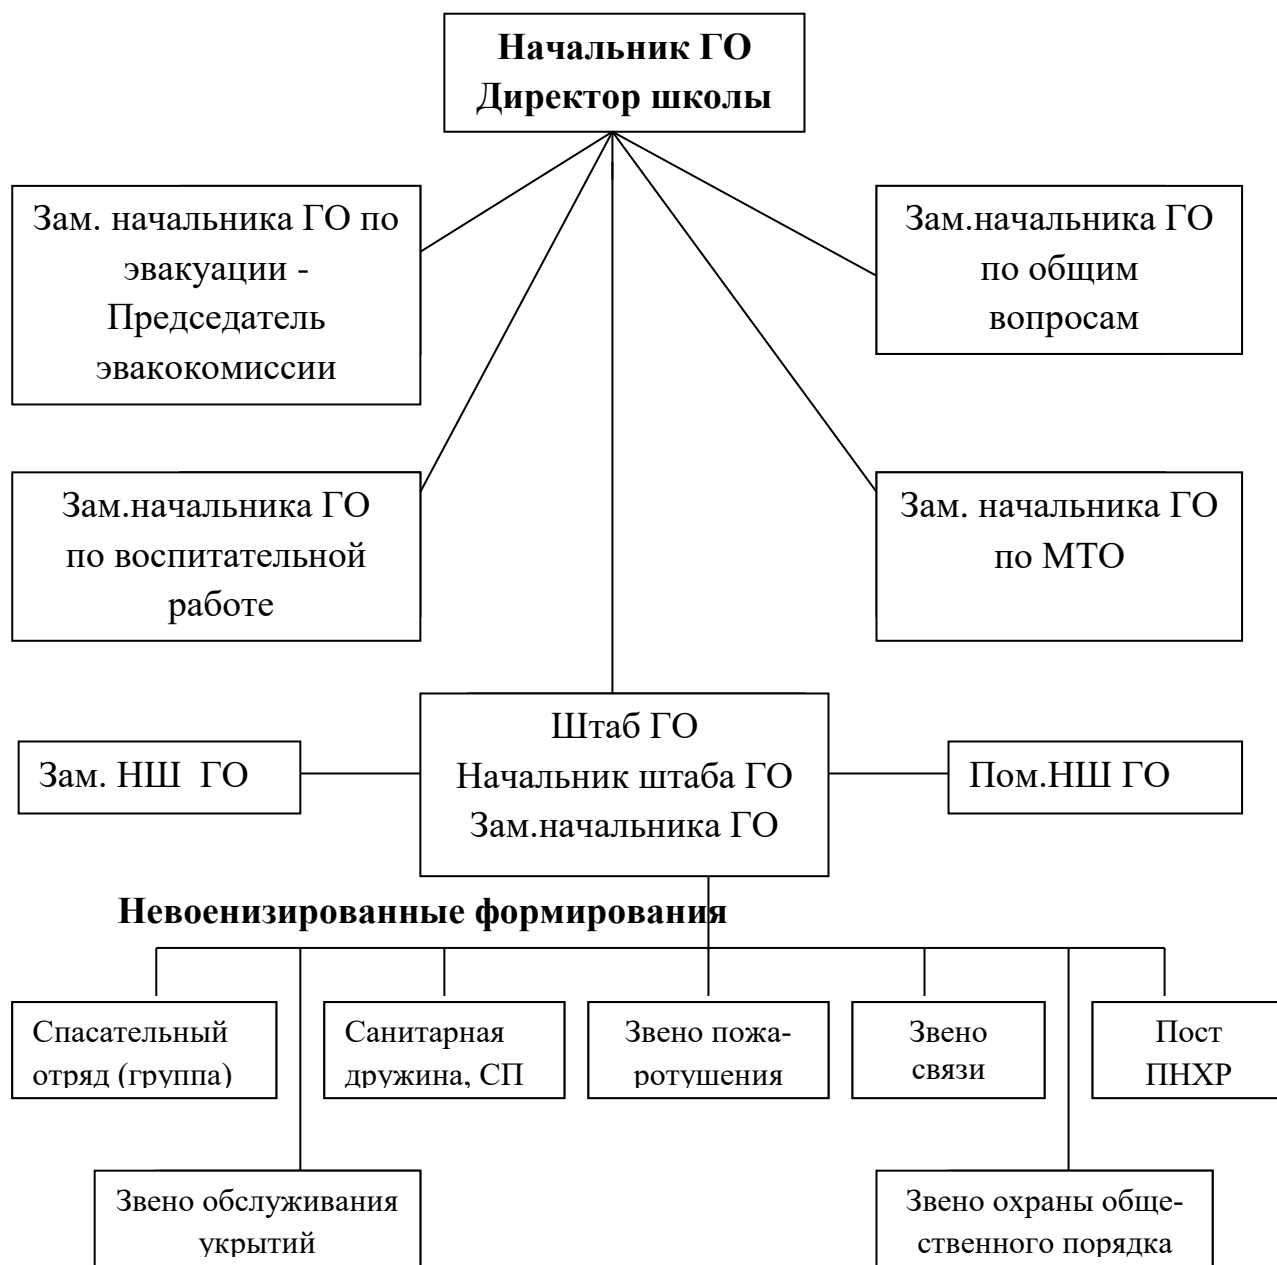 Начальник ГО
Директор школы
Зам. начальника ГО по
эвакуации -
Председатель
эвакокомиссии
Зам.начальника ГО
по общим
вопросам
Зам.начальника ГО
по воспитательной
работе
Зам. начальника ГО
по МТО
Штаб ГО
Начальник штаба ГО
Зам.начальника ГО
Зам. НШ  ГО
Пом.НШ ГО
Невоенизированные формирования
Спасательный
отряд (группа)
Санитарная
дружина, СП
Звено пожа-
ротушения
Звено
связи
Пост
ПНХР
Звено обслуживания
укрытий
Звено охраны обще-
ственного порядка